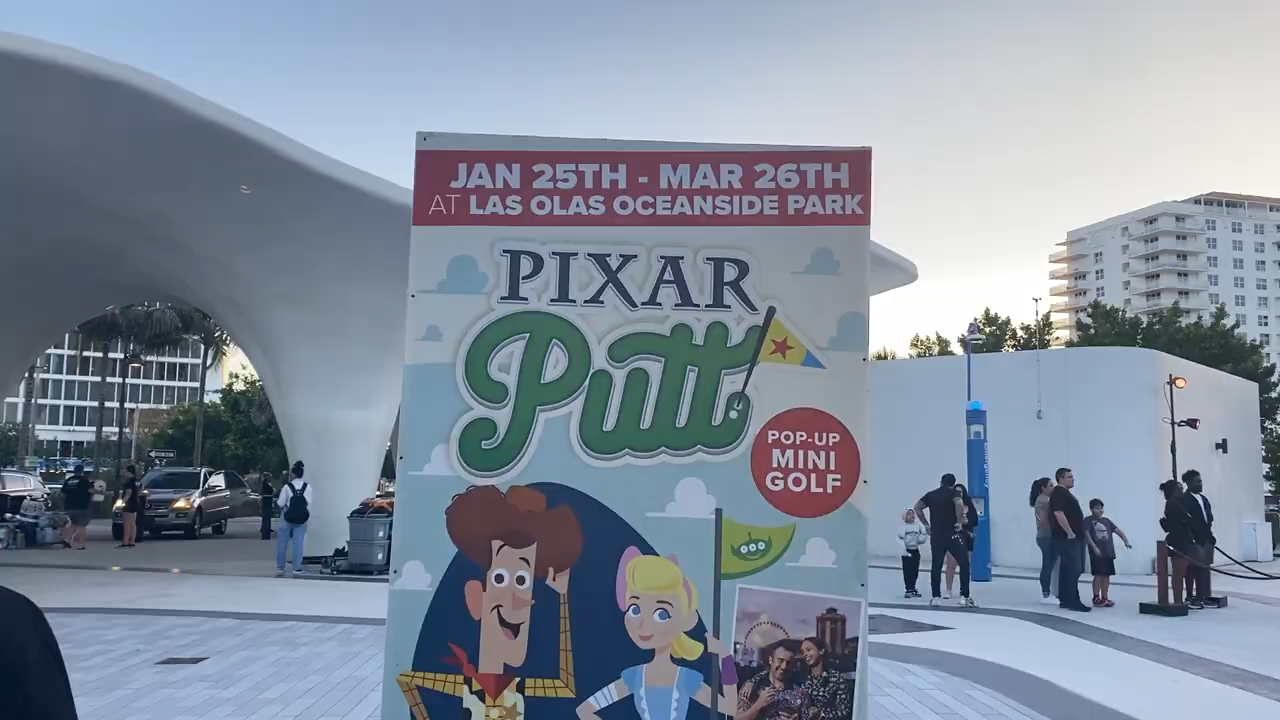 JAN 25TH - MAR 26TH
AT LAS OLAS OCEANSIDE PARK
PIXAR
Putt
POP-UP
MINI
GOLF